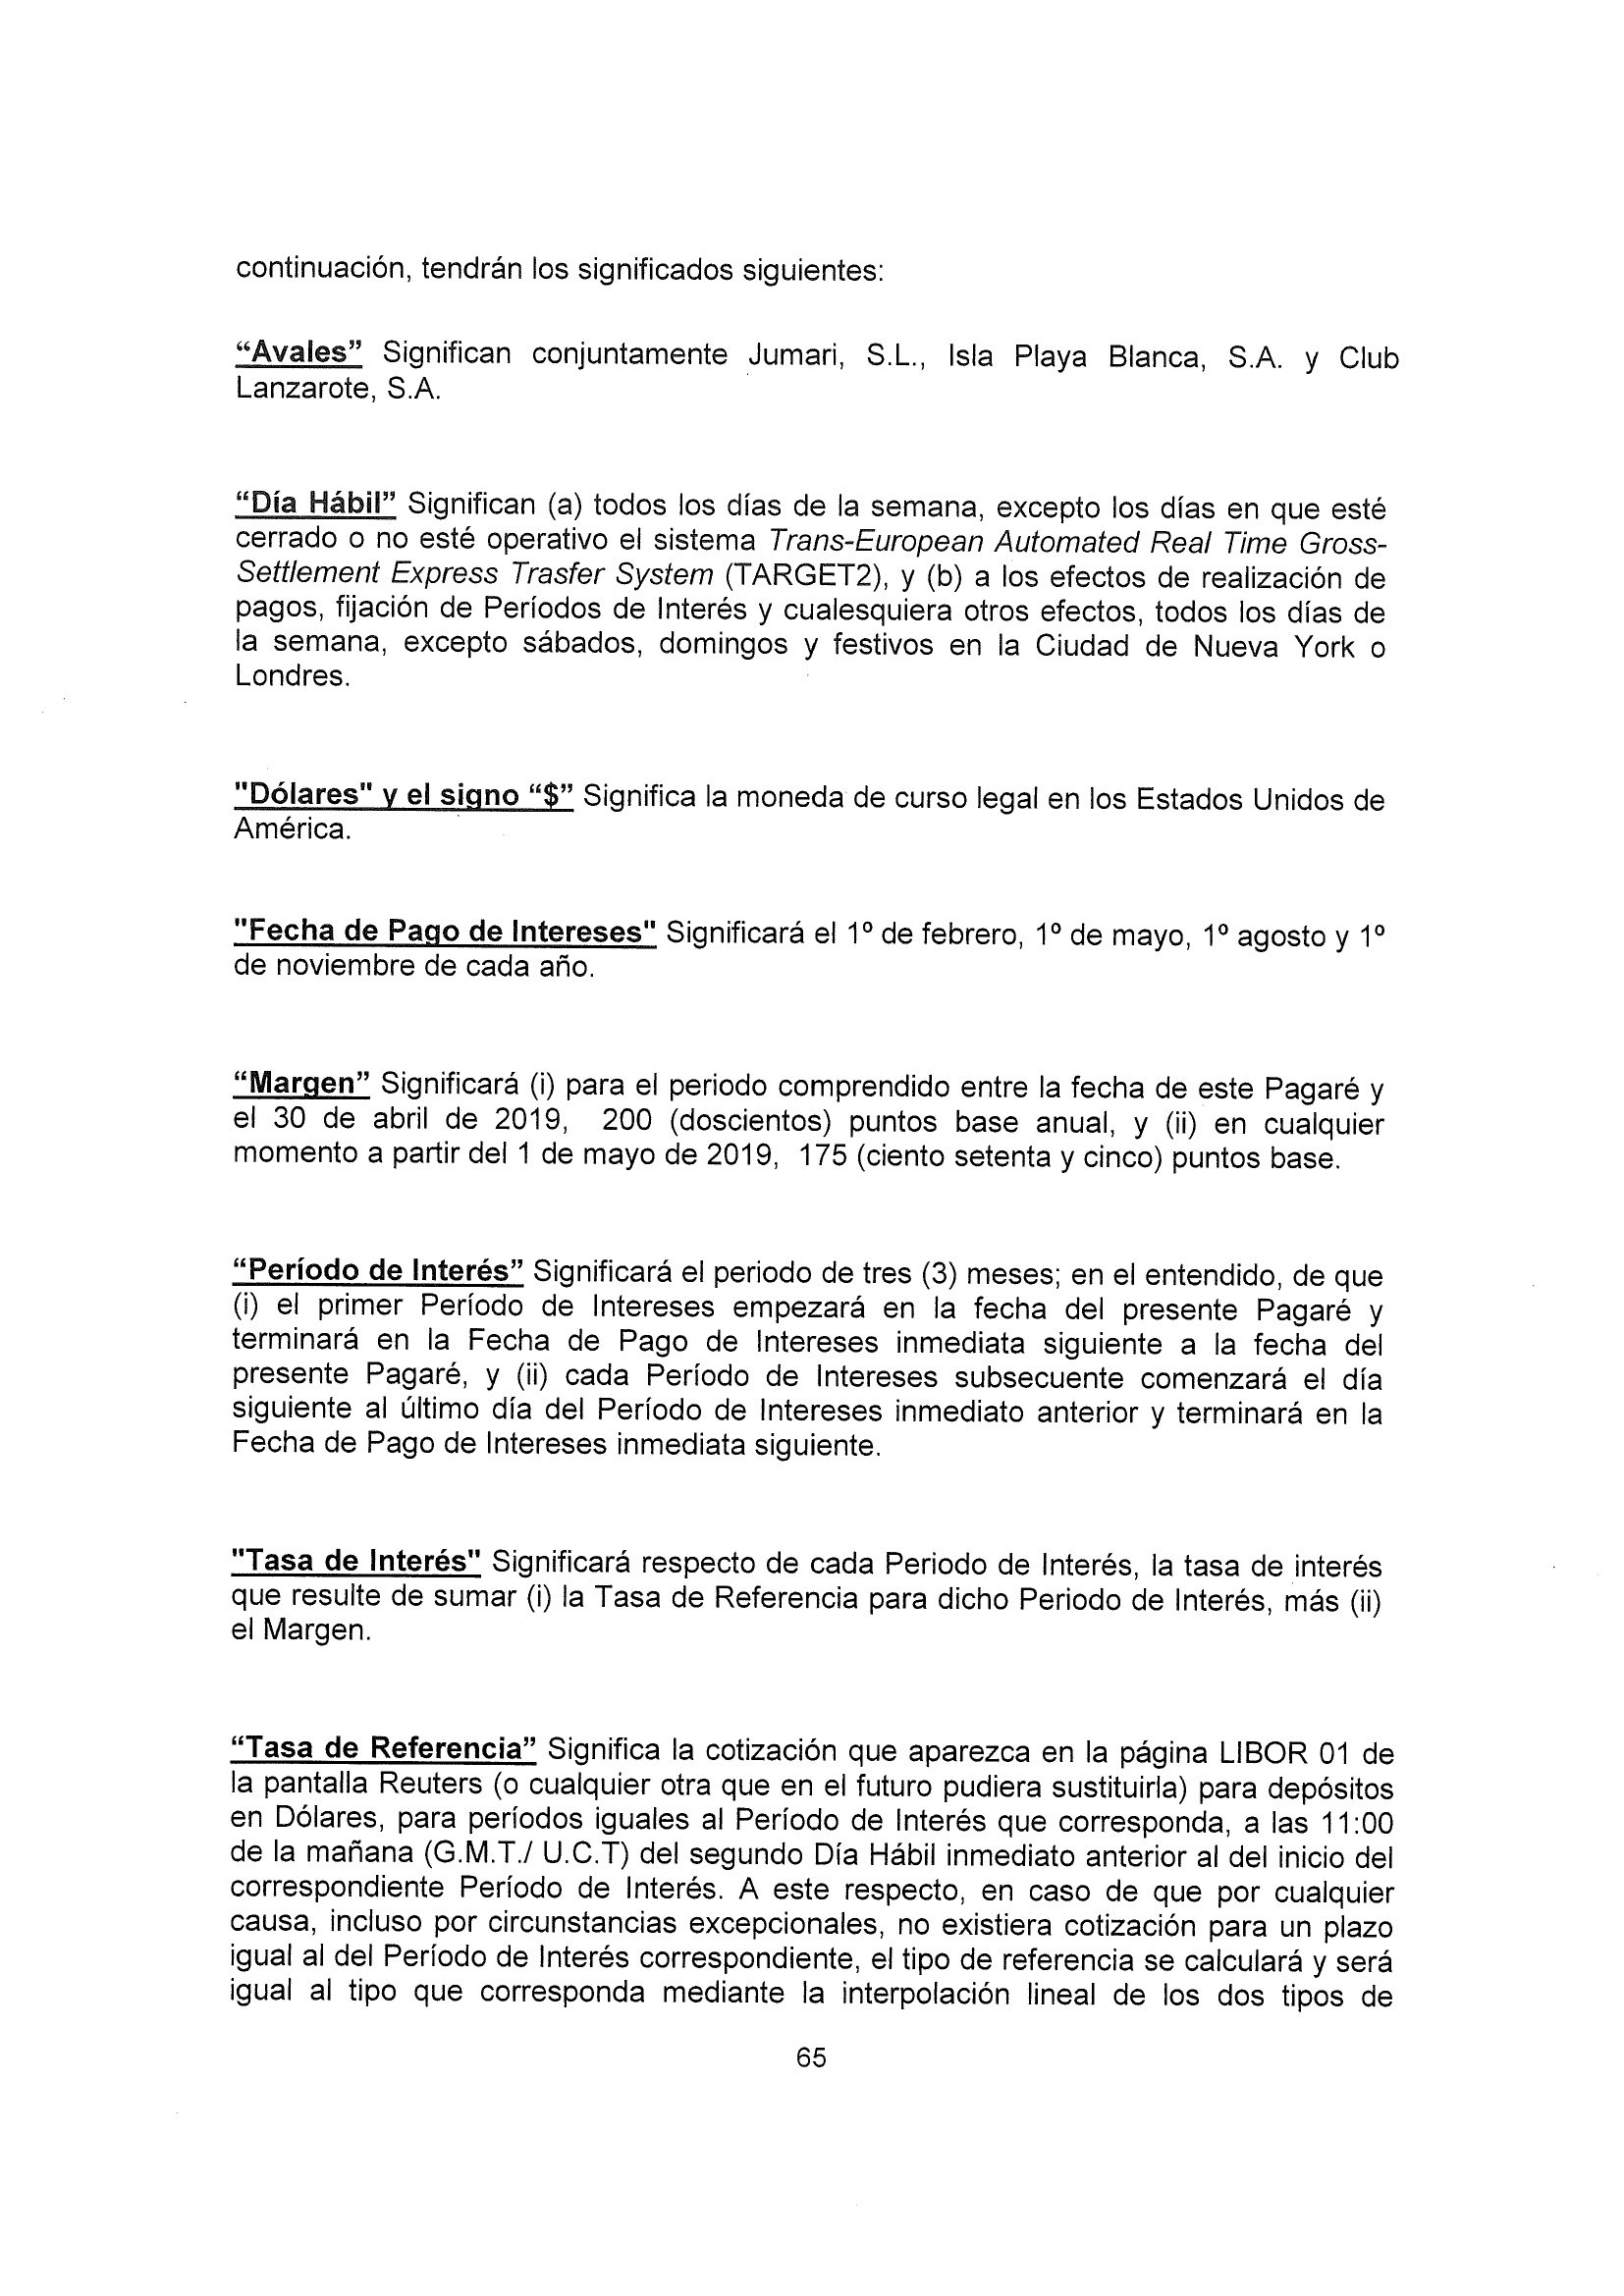 continuación, tendrán los significados siguientes:
“Avales” Significan conjuntamente Jumari, S.L., Isla Playa Blanca, S.A. y Club
Lanzarote, S.A.
“Día Hábil” Significan (a) todos los días de la semana, excepto los días en que esté
cerrado o no esté operativo el sistema Trans-European Automated Real Time Gross-
Settlement Express Trasfer System (TARGET2), y (b) a los efectos de realización de
pagos, fijación de Períodos de Interés y cualesquiera otros efectos, todos los días de
la semana, excepto sábados, domingos y festivos en la Ciudad de Nueva York o
Londres.
"Dólares" y el signo “$” Significa la moneda de curso legal en los Estados Unidos de
América.
"Fecha de Pago de Intereses" Significará el 1º de febrero, 1º de mayo, 1º agosto y 1º
de noviembre de cada año.
“Margen” Significará (i) para el periodo comprendido entre la fecha de este Pagaré y
el 30 de abril de 2019, 200 (doscientos) puntos base anual, y (ii) en cualquier
momento a partir del 1 de mayo de 2019, 175 (ciento setenta y cinco) puntos base.
“Período de Interés” Significará el periodo de tres (3) meses; en el entendido, de que
(i) el primer Período de Intereses empezará en la fecha del presente Pagaré y
terminará en la Fecha de Pago de Intereses inmediata siguiente a la fecha del
presente Pagaré, y (ii) cada Período de Intereses subsecuente comenzará el día
siguiente al último día del Período de Intereses inmediato anterior y terminará en la
Fecha de Pago de Intereses inmediata siguiente.
"Tasa de Interés" Significará respecto de cada Periodo de Interés, la tasa de interés
que resulte de sumar (i) la Tasa de Referencia para dicho Periodo de Interés, más (ii)
el Margen.
“Tasa de Referencia” Significa la cotización que aparezca en la página LIBOR 01 de
la pantalla Reuters (o cualquier otra que en el futuro pudiera sustituirla) para depósitos
en Dólares, para períodos iguales al Período de Interés que corresponda, a las 11:00
de la mañana (G.M.T./ U.C.T) del segundo Día Hábil inmediato anterior al del inicio del
correspondiente Período de Interés. A este respecto, en caso de que por cualquier
causa, incluso por circunstancias excepcionales, no existiera cotización para un plazo
igual al del Período de Interés correspondiente, el tipo de referencia se calculará y será
igual al tipo que corresponda mediante la interpolación lineal de los dos tipos de
65